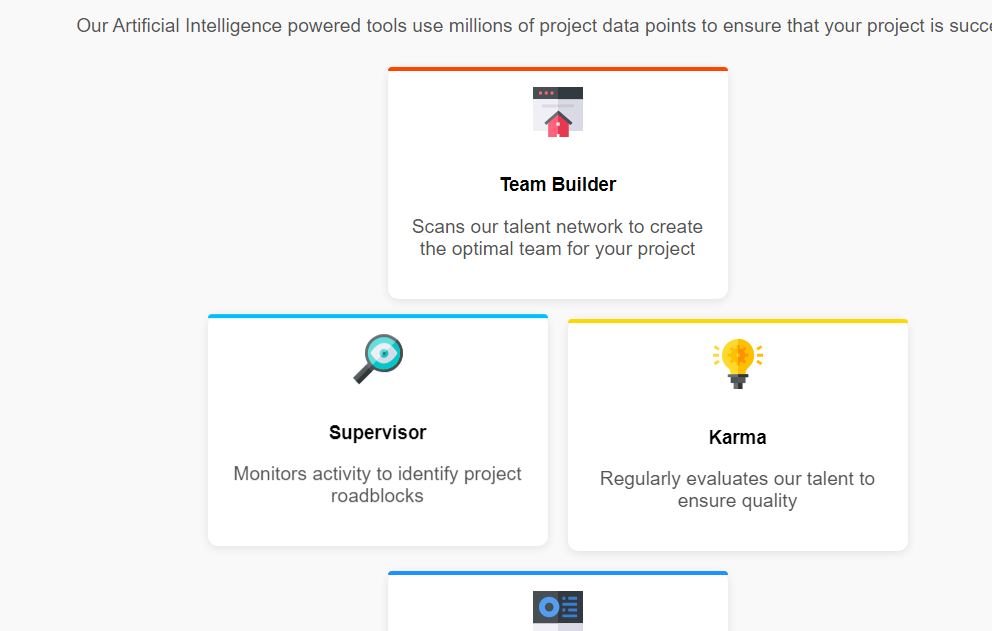 Our Artificial Intelligence powered tools use millions of project data points to ensure that your project is
Team Builder
Scans our talent network to create
the optimal team for your project
Supervisor
Monitors activity to identify project
roadblocks
Karma
Regularly evaluates our talent to
ensure quality